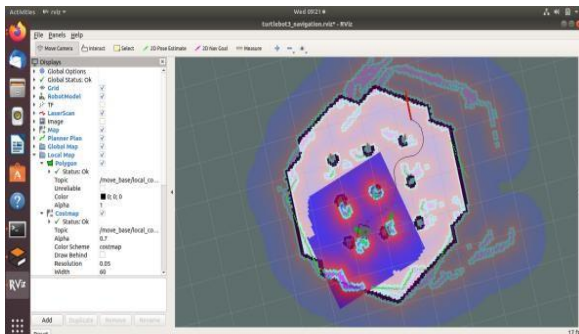 Activities
RViz
Wed 09:21
turtlebot3_navigation.rviz* - RViz
File Panels Help
Move Camera Interact Select 2D Pose Estimate 2D Nav Goal Measure
Displays
Global Options
Global Status: Ok
Grid
RobotModel
TF
LaserScan
Image
Map
Planner Plan
Global Map
Local Map
Polygon
Status: Ok
Topic /move_base/local_co...
Unreliable
Color 0; 0; 0
Alpha 1
Costmap
Status: Ok
Topic /move_base/local_co...
Alpha 0.7
Color Scheme costmap
Draw Behind
Resolution 0.05
Width 60
Add Duplicate Remove Rename
RViz